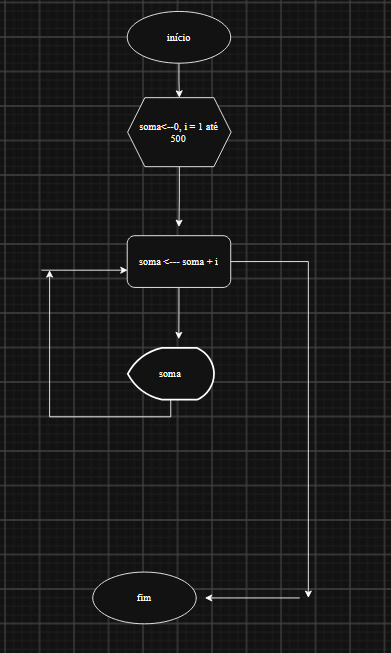 início
soma<--0, i = 1 até
500
soma <--- soma + i
soma
fim